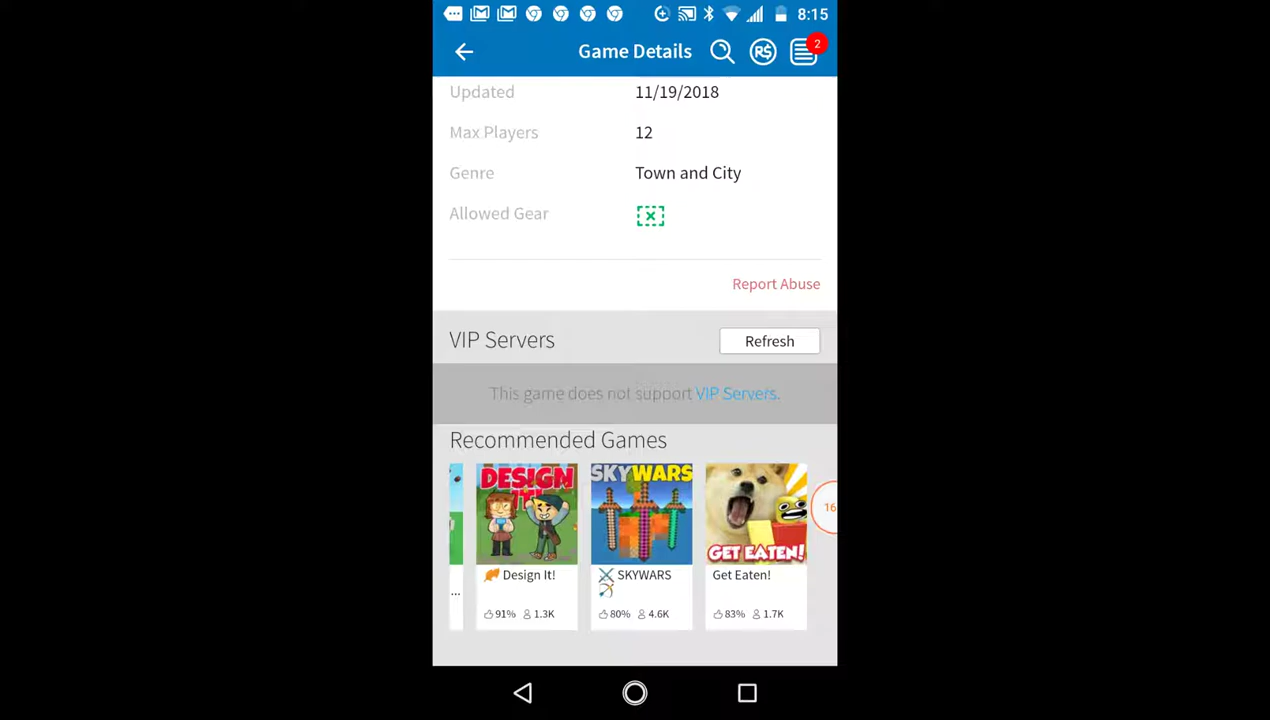 8:15
Game Details
R$
2
Updated 11/19/2018
Max Players 12
Genre Town and City
Allowed Gear
Report Abuse
VIP Servers
Refresh
This game does not support VIP Servers.
Recommended Games
DESIGN IT!
SKYWARS
GET EATEN!
...
Design It!
SKYWARS
Get Eaten!
91% 1.3K
80% 4.6K
83% 1.7K
16